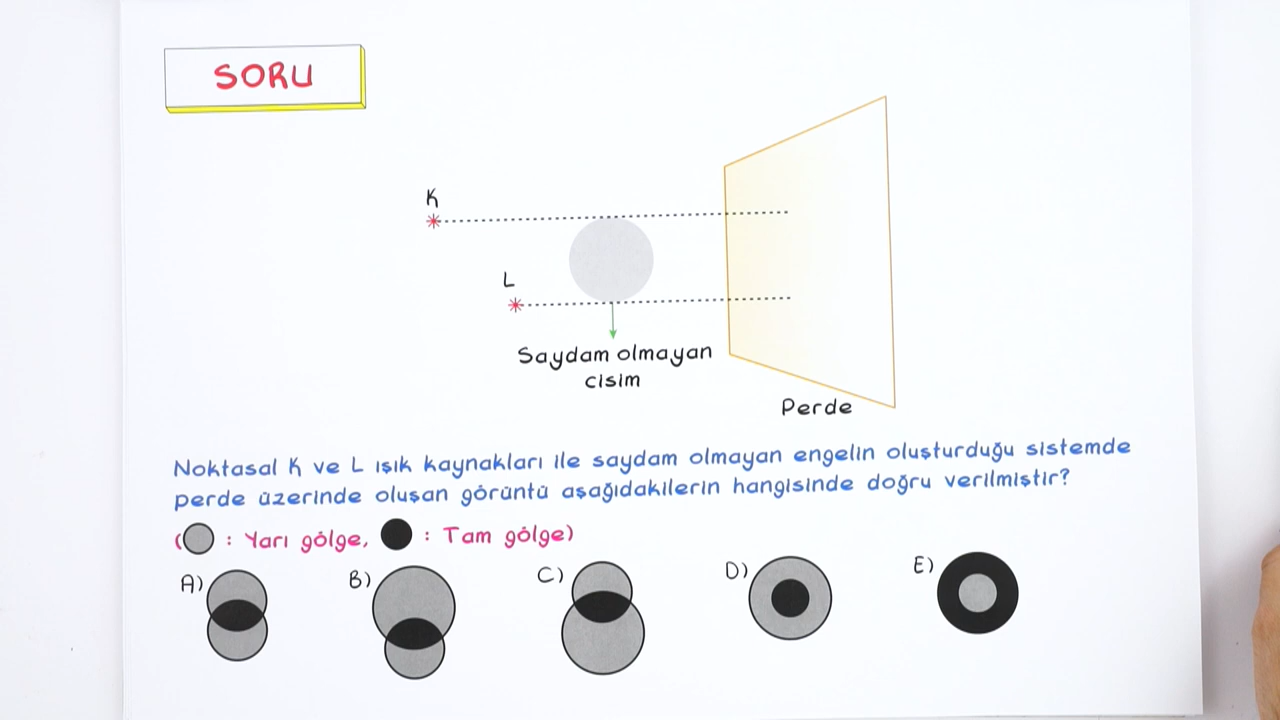 SORU
K
L
Saydam olmayan
cisim
Perde
Noktasal K ve L ışık kaynakları ile saydam olmayan engelin oluşturduğu sistemde
perde üzerinde oluşan görüntü aşağıdakilerin hangisinde doğru verilmiştir?
( : Yarı gölge, : Tam gölge)
A) B) C) D) E)